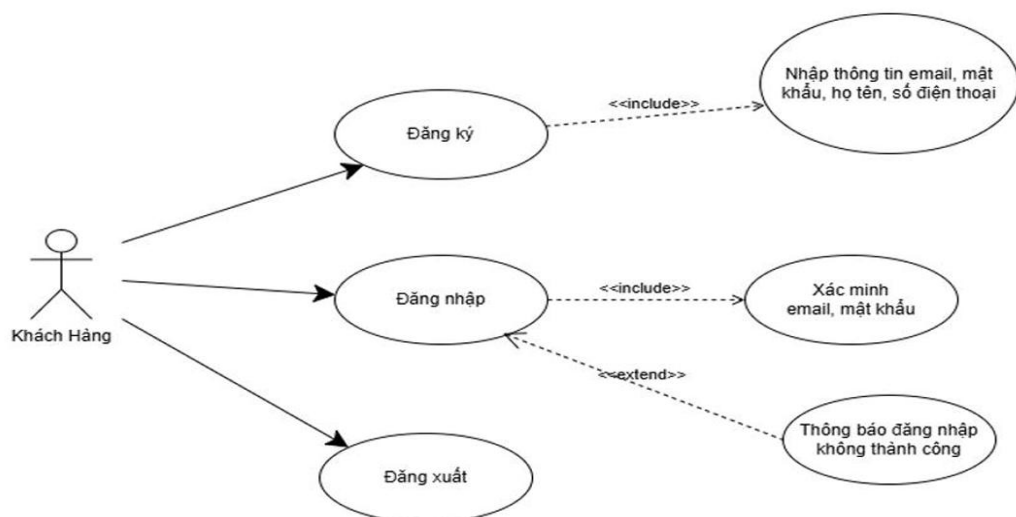 Nhập thông tin email, mật
khẩu, họ tên, số điện thoại
<<include>>
Đăng ký
Khách Hàng
Đăng nhập
<<include>>
Xác minh
email, mật khẩu
<<extend>>
Thông báo đăng nhập
không thành công
Đăng xuất